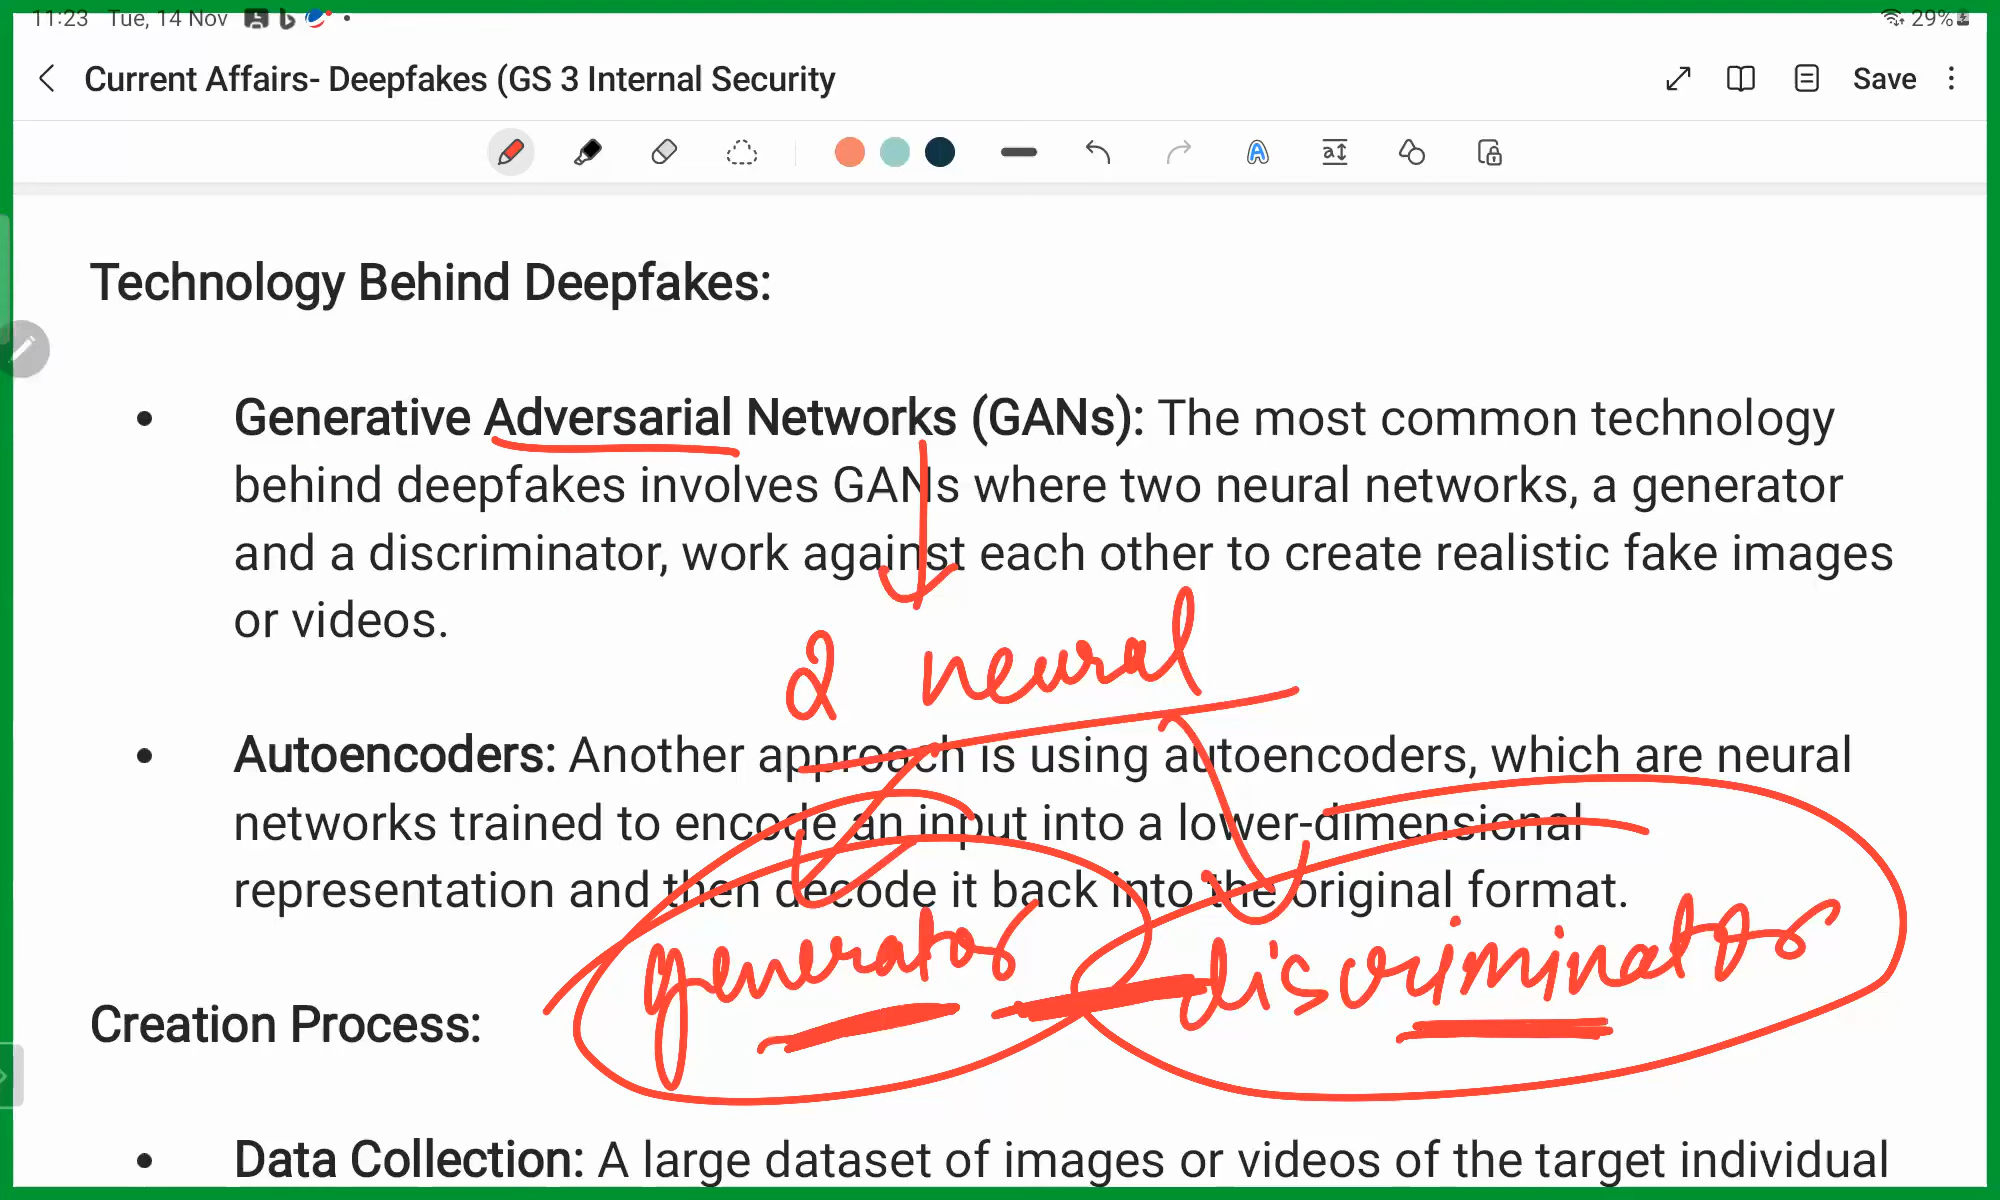 11:23 Tue, 14 Nov 29%
Current Affairs- Deepfakes (GS 3 Internal Security
Save
Technology Behind Deepfakes:
• Generative Adversarial Networks (GANs): The most common technology
behind deepfakes involves GANs where two neural networks, a generator
and a discriminator, work against each other to create realistic fake images
or videos.
2 neural
• Autoencoders: Another approach is using autoencoders, which are neural
networks trained to encode an input into a lower-dimensional
representation and then decode it back into the original format.
generator discriminator
Creation Process:
• Data Collection: A large dataset of images or videos of the target individual